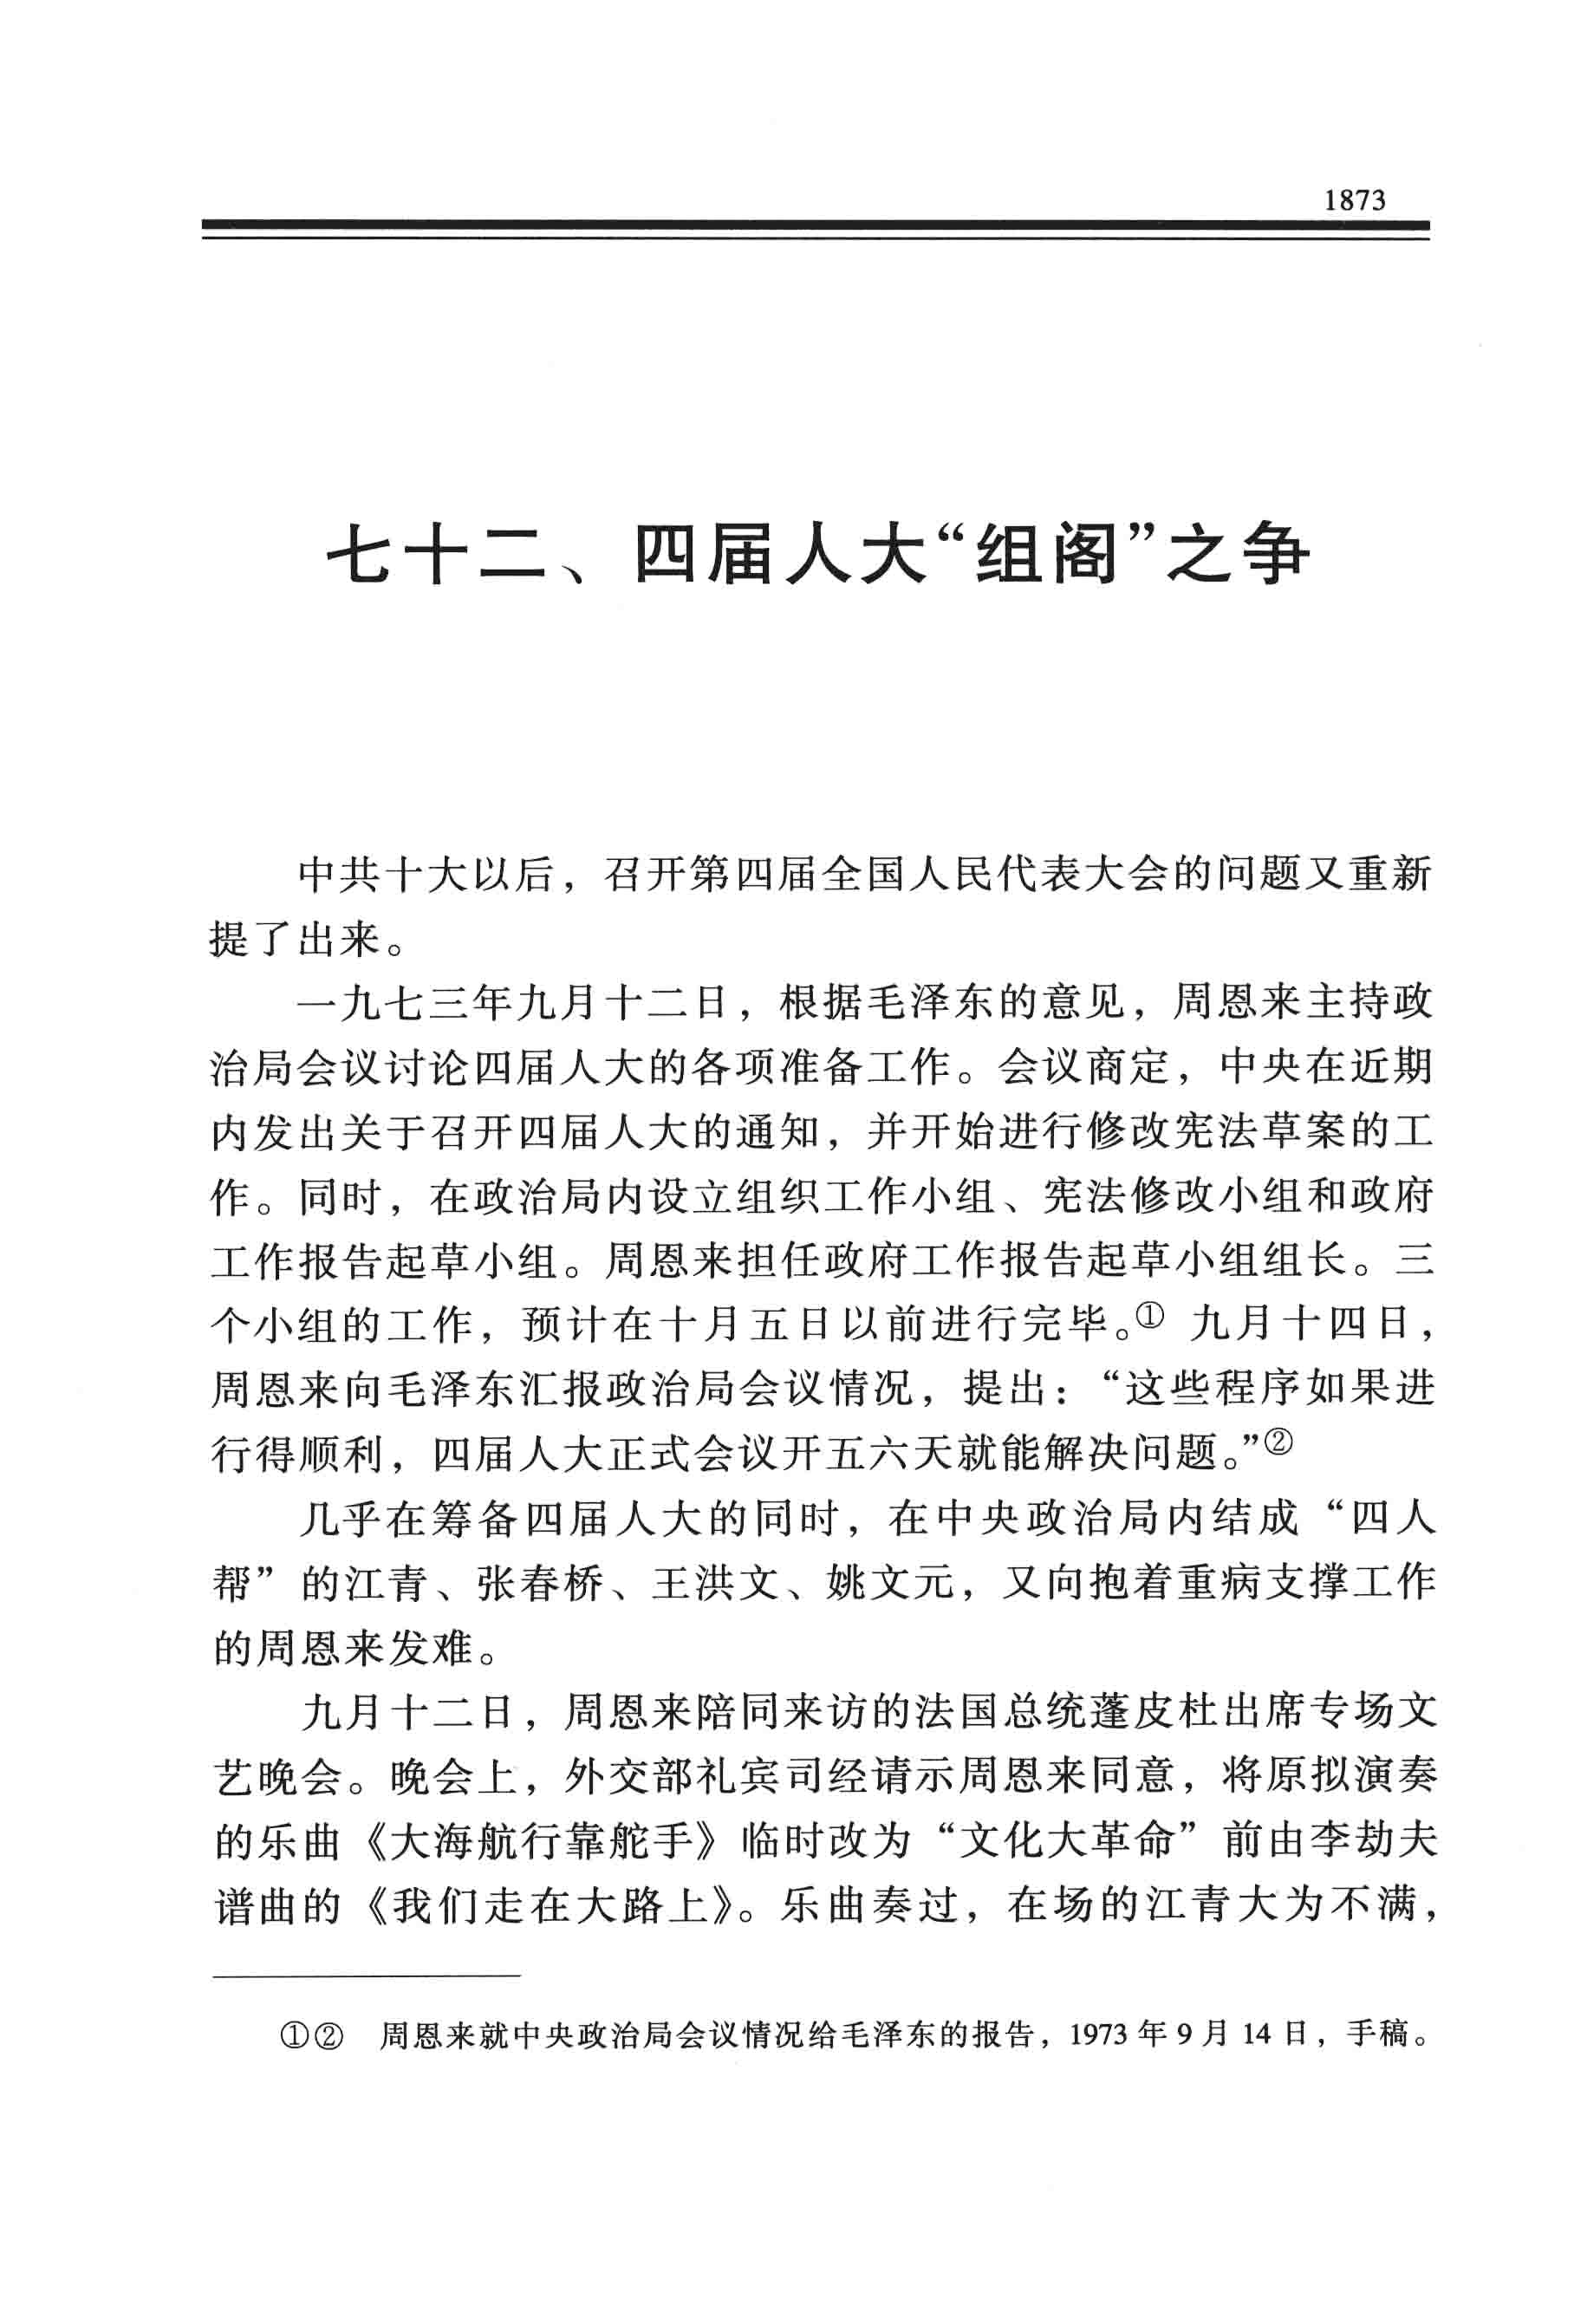 1873
七十二、四届人大“组阁”之争
中共十大以后，召开第四届全国人民代表大会的问题又重新
提了出来。
一九七三年九月十二日，根据毛泽东的意见，周恩来主持政
治局会议讨论四届人大的各项准备工作。会议商定，中央在近期
内发出关于召开四届人大的通知，并开始进行修改宪法草案的工
作。同时，在政治局内设立组织工作小组、宪法修改小组和政府
工作报告起草小组。周恩来担任政府工作报告起草小组组长。三
个小组的工作，预计在十月五日以前进行完毕。① 九月十四日，
周恩来向毛泽东汇报政治局会议情况，提出：“这些程序如果进
行得顺利，四届人大正式会议开五六天就能解决问题。”②
几乎在筹备四届人大的同时，在中央政治局内结成“四人
帮”的江青、张春桥、王洪文、姚文元，又向抱着重病支撑工作
的周恩来发难。
九月十二日，周恩来陪同来访的法国总统蓬皮杜出席专场文
艺晚会。晚会上，外交部礼宾司经请示周恩来同意，将原拟演奏
的乐曲《大海航行靠舵手》临时改为“文化大革命”前由李劫夫
谱曲的《我们走在大路上》。乐曲奏过，在场的江青大为不满，
①② 周恩来就中央政治局会议情况给毛泽东的报告，1973 年 9 月 14 日，手稿。